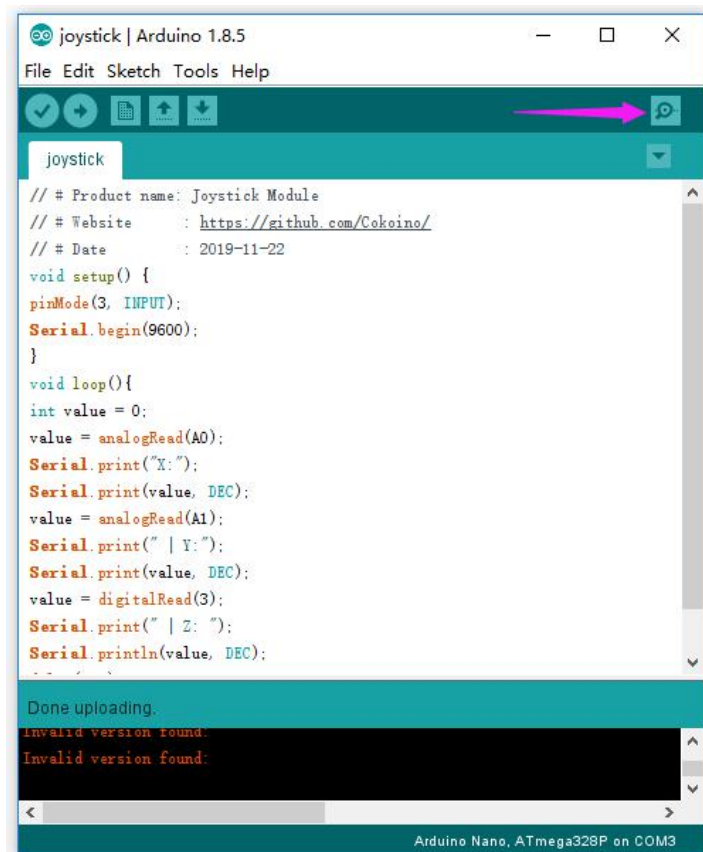 joystick | Arduino 1.8.5
File Edit Sketch Tools Help
joystick
// # Product name: Joystick Module
// # Website : https://github.com/Cokoino/
// # Date : 2019-11-22
void setup() {
pinMode(3, INPUT);
Serial.begin(9600);
}
void loop(){
int value = 0;
value = analogRead(A0);
Serial.print("X:");
Serial.print(value, DEC);
value = analogRead(A1);
Serial.print(" | Y:");
Serial.print(value, DEC);
value = digitalRead(3);
Serial.print(" | Z: ");
Serial.println(value, DEC);
Done uploading.
Invalid version found:
Invalid version found:
Arduino Nano, ATmega328P on COM3